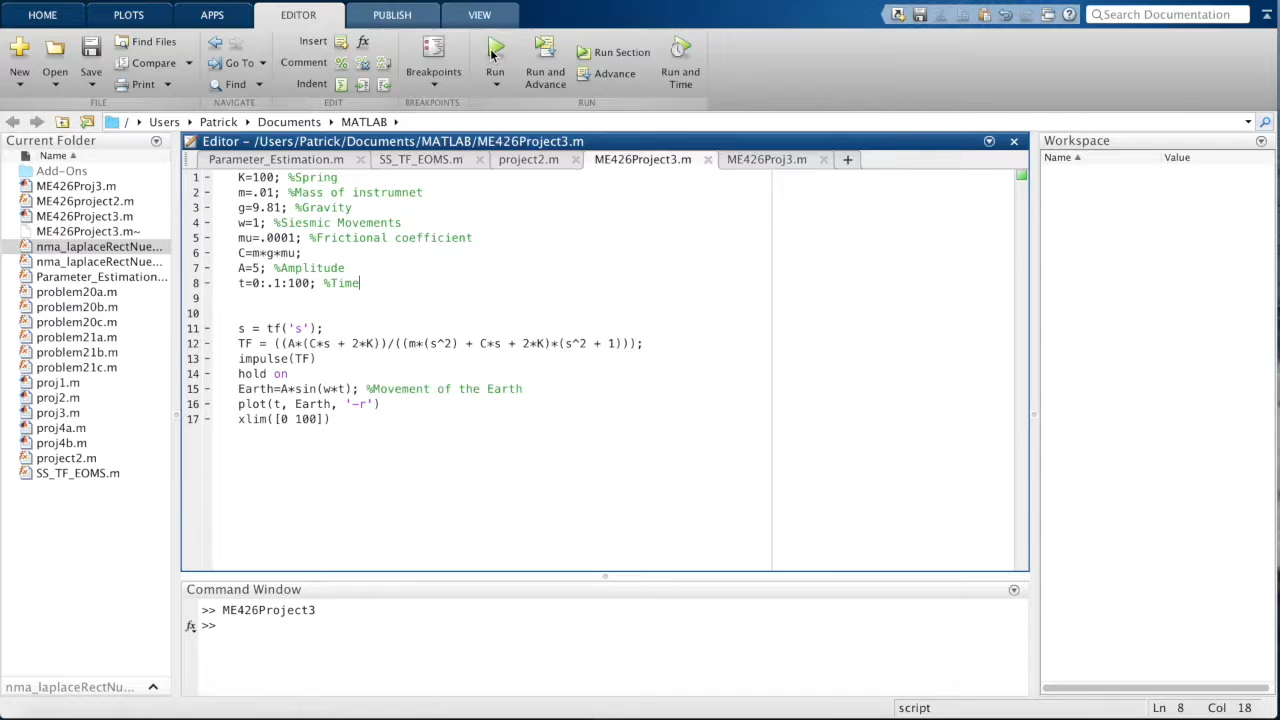 HOME PLOTS APPS EDITOR PUBLISH VIEW Search Documentation
New Open Save Find Files Compare Print
Go To Find
Insert fx
Comment
Indent
Breakpoints Run Run and Advance Run Section Advance Run and Time
FILE NAVIGATE EDIT BREAKPOINTS RUN
/ Users Patrick Documents MATLAB
Current Folder
Name
Add-Ons
ME426Proj3.m
ME426project2.m
ME426Project3.m
ME426Project3.m~
nma_laplaceRectNue...
nma_laplaceRectNue...
Parameter_Estimation...
problem20a.m
problem20b.m
problem20c.m
problem21a.m
problem21b.m
problem21c.m
proj1.m
proj2.m
proj3.m
proj4a.m
proj4b.m
project2.m
SS_TF_EOMS.m
nma_laplaceRectNu...
Editor - /Users/Patrick/Documents/MATLAB/ME426Project3.m
Parameter_Estimation.m SS_TF_EOMS.m project2.m ME426Project3.m ME426Proj3.m +
1 - K=100; %Spring
2 - m=.01; %Mass of instrumnet
3 - g=9.81; %Gravity
4 - w=1; %Siesmic Movements
5 - mu=.0001; %Frictional coefficient
6 - C=m*g*mu;
7 - A=5; %Amplitude
8 - t=0:.1:100; %Time
9
10
11 - s = tf('s');
12 - TF = ((A*(C*s + 2*K))/((m*(s^2) + C*s + 2*K)*(s^2 + 1)));
13 - impulse(TF)
14 - hold on
15 - Earth=A*sin(w*t); %Movement of the Earth
16 - plot(t, Earth, '-r')
17 - xlim([0 100])
Command Window
>> ME426Project3
fx >>
Workspace
Name Value
script Ln 8 Col 18